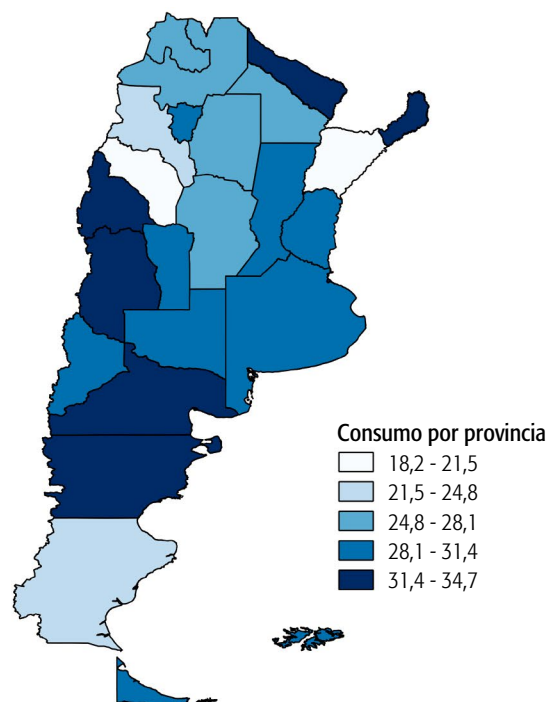 Consumo por provincia
18,2 - 21,5
21,5 - 24,8
24,8 - 28,1
28,1 - 31,4
31,4 - 34,7